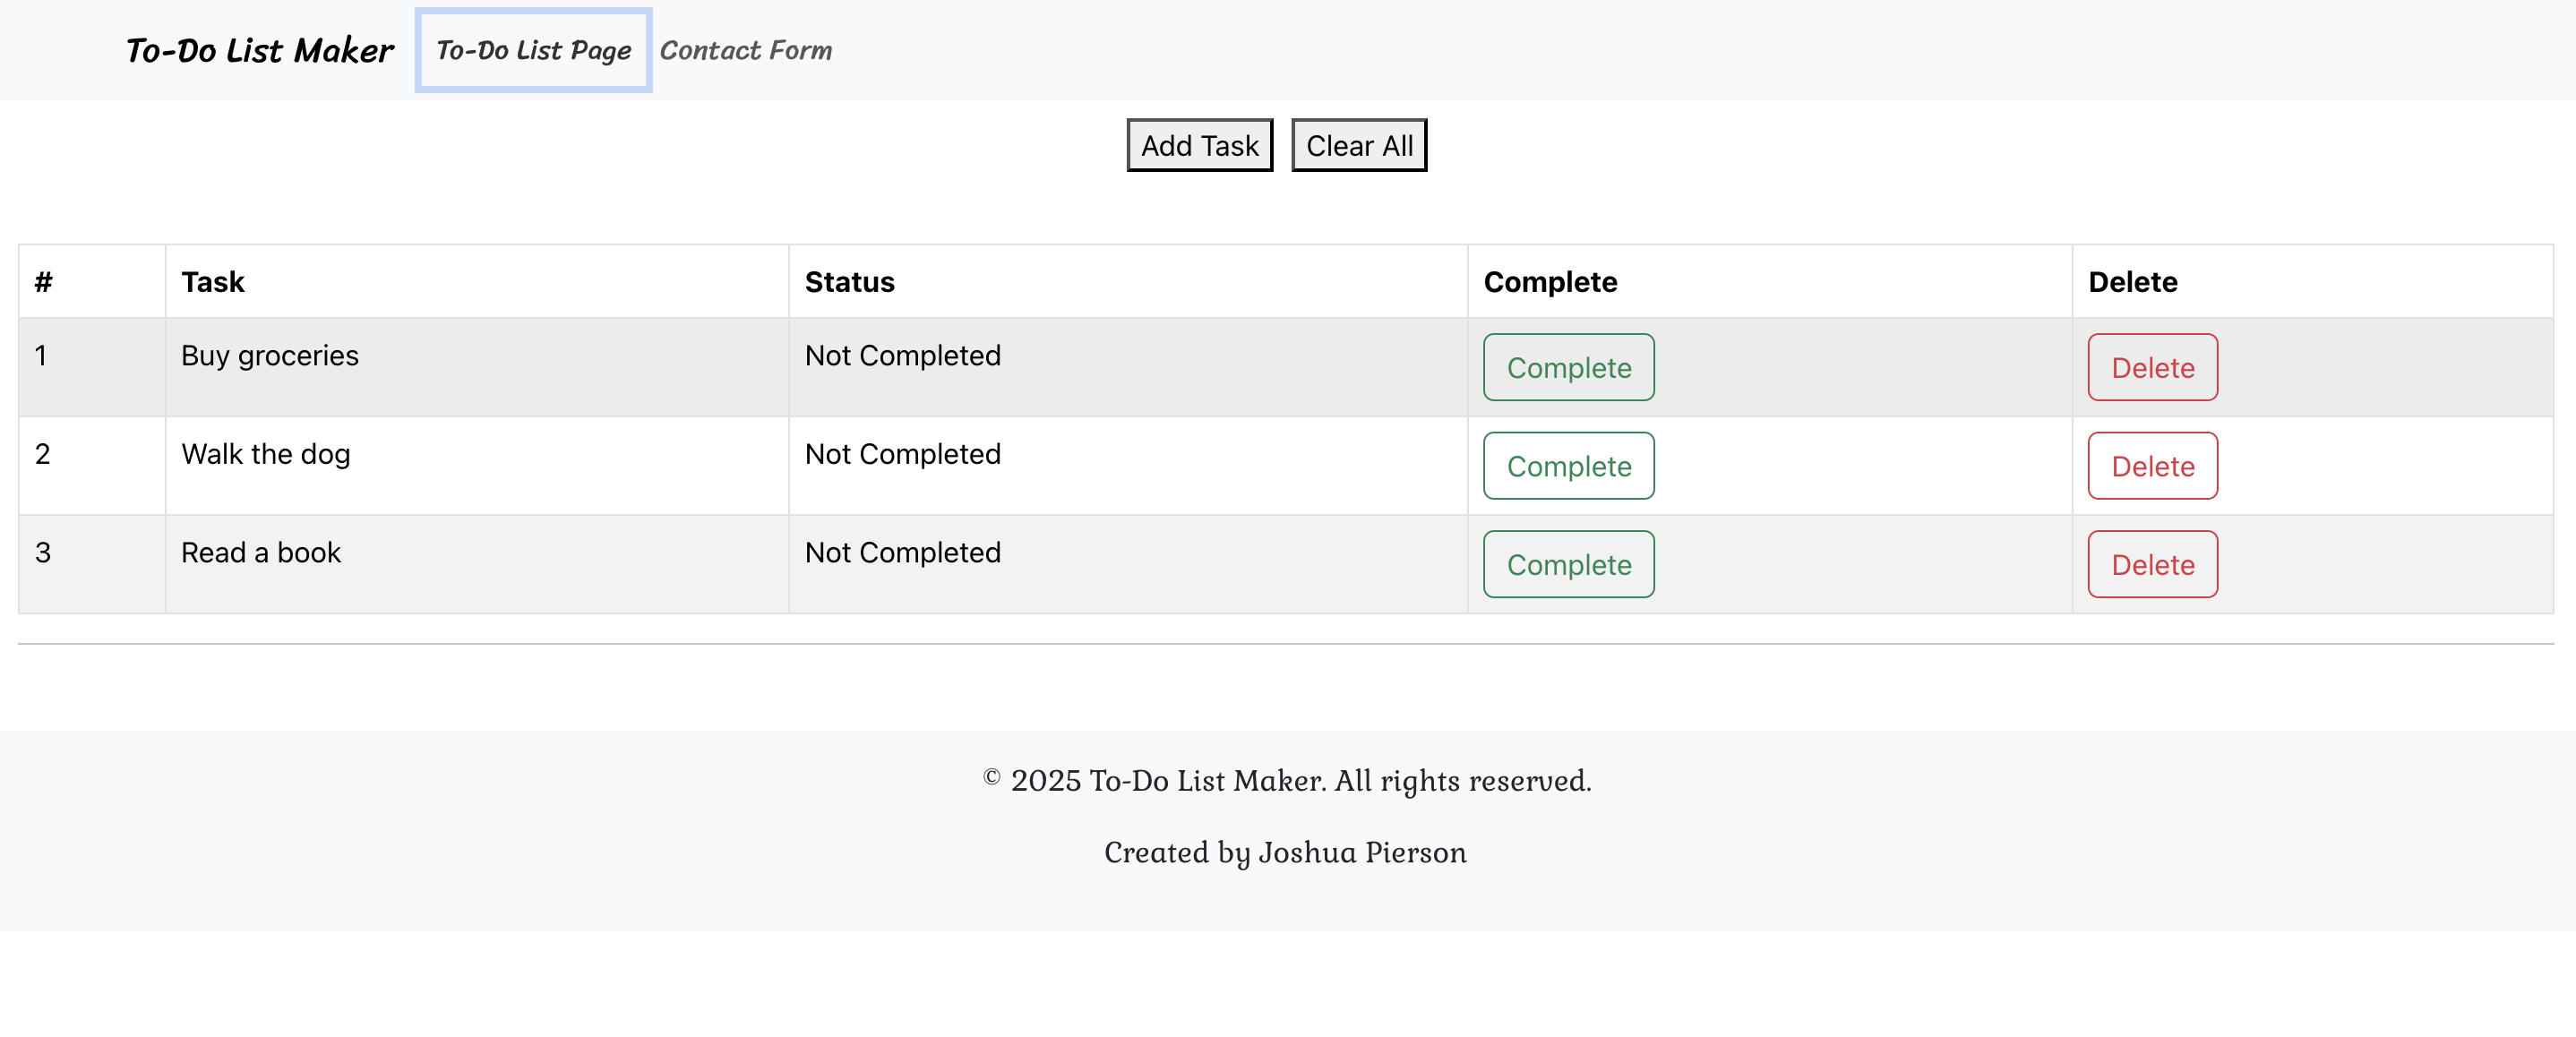 To-Do List Maker To-Do List Page Contact Form
Add Task Clear All
# Task Status Complete Delete
1 Buy groceries Not Completed Complete Delete
2 Walk the dog Not Completed Complete Delete
3 Read a book Not Completed Complete Delete
© 2025 To-Do List Maker. All rights reserved.
Created by Joshua Pierson